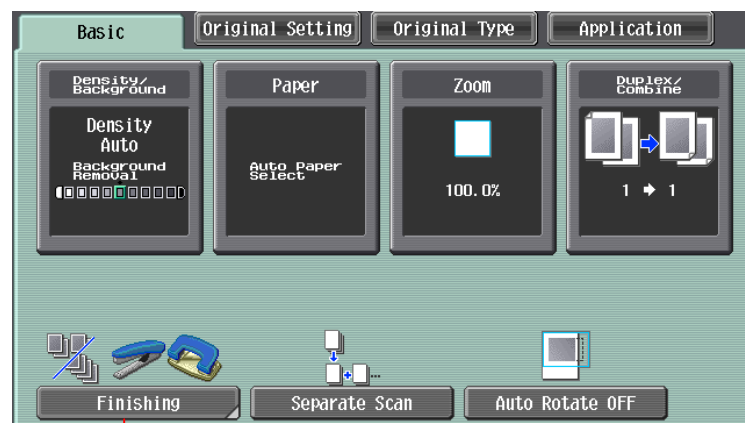 Basic
Original Setting
Original Type
Application
Density/
Background
Paper
Zoom
Duplex/
Combine
Density
Auto
Background
Removal
Auto Paper
Select
100.0%
1 → 1
...
Finishing
Separate Scan
Auto Rotate OFF